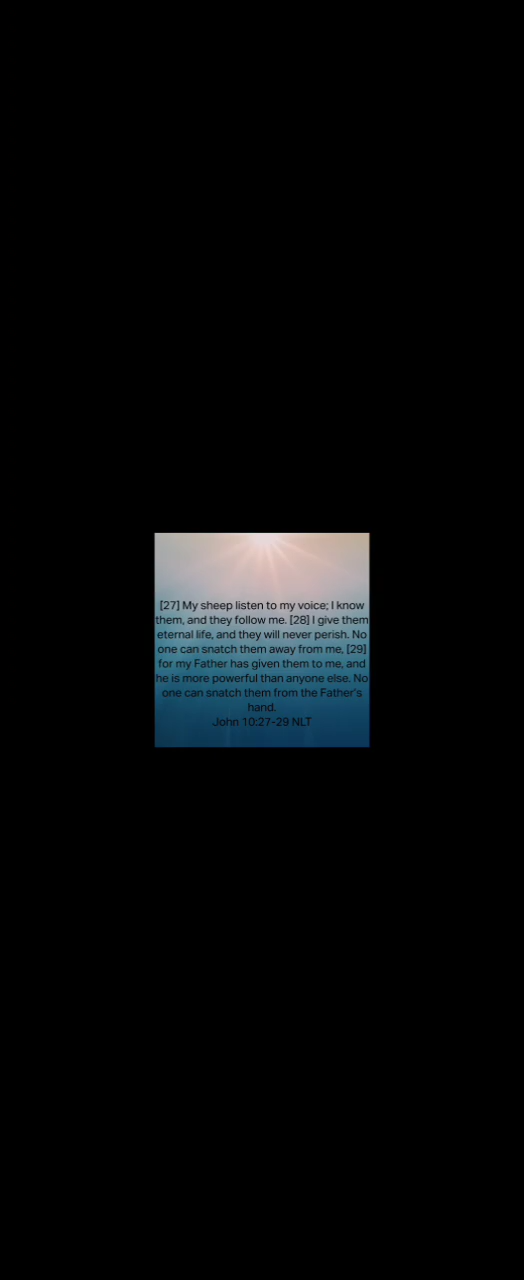 [27] My sheep listen to my voice; I know
them, and they follow me. [28] I give them
eternal life, and they will never perish. No
one can snatch them away from me, [29]
for my Father has given them to me, and
he is more powerful than anyone else. No
one can snatch them from the Father's
hand.
John 10:27-29 NLT